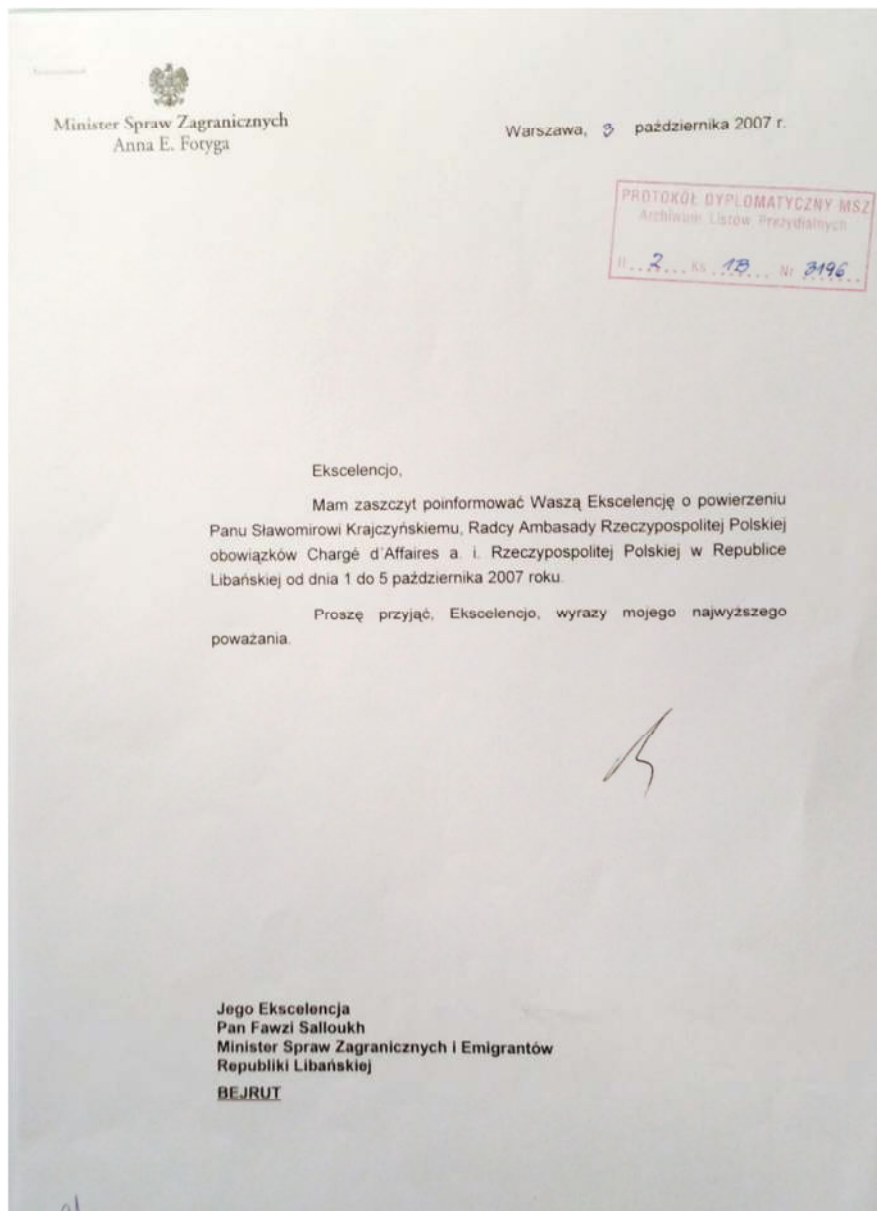 Minister Spraw Zagranicznych
Anna E. Fotyga
Warszawa, 3 października 2007 r.
PROTOKÓŁ DYPLOMATYCZNY MSZ
Archiwum Listów Prezydialnych
R...2... Ks...1B... Nr 3196..
Ekscelencjo,
Mam zaszczyt poinformować Waszą Ekscelencję o powierzeniu
Panu Sławomirowi Krajczyńskiemu, Radcy Ambasady Rzeczypospolitej Polskiej
obowiązków Chargé d'Affaires a. i. Rzeczypospolitej Polskiej w Republice
Libańskiej od dnia 1 do 5 października 2007 roku.
Proszę przyjąć, Ekscelencjo, wyrazy mojego najwyższego
poważania.
Jego Ekscelencja
Pan Fawzi Salloukh
Minister Spraw Zagranicznych i Emigrantów
Republiki Libańskiej
BEJRUT